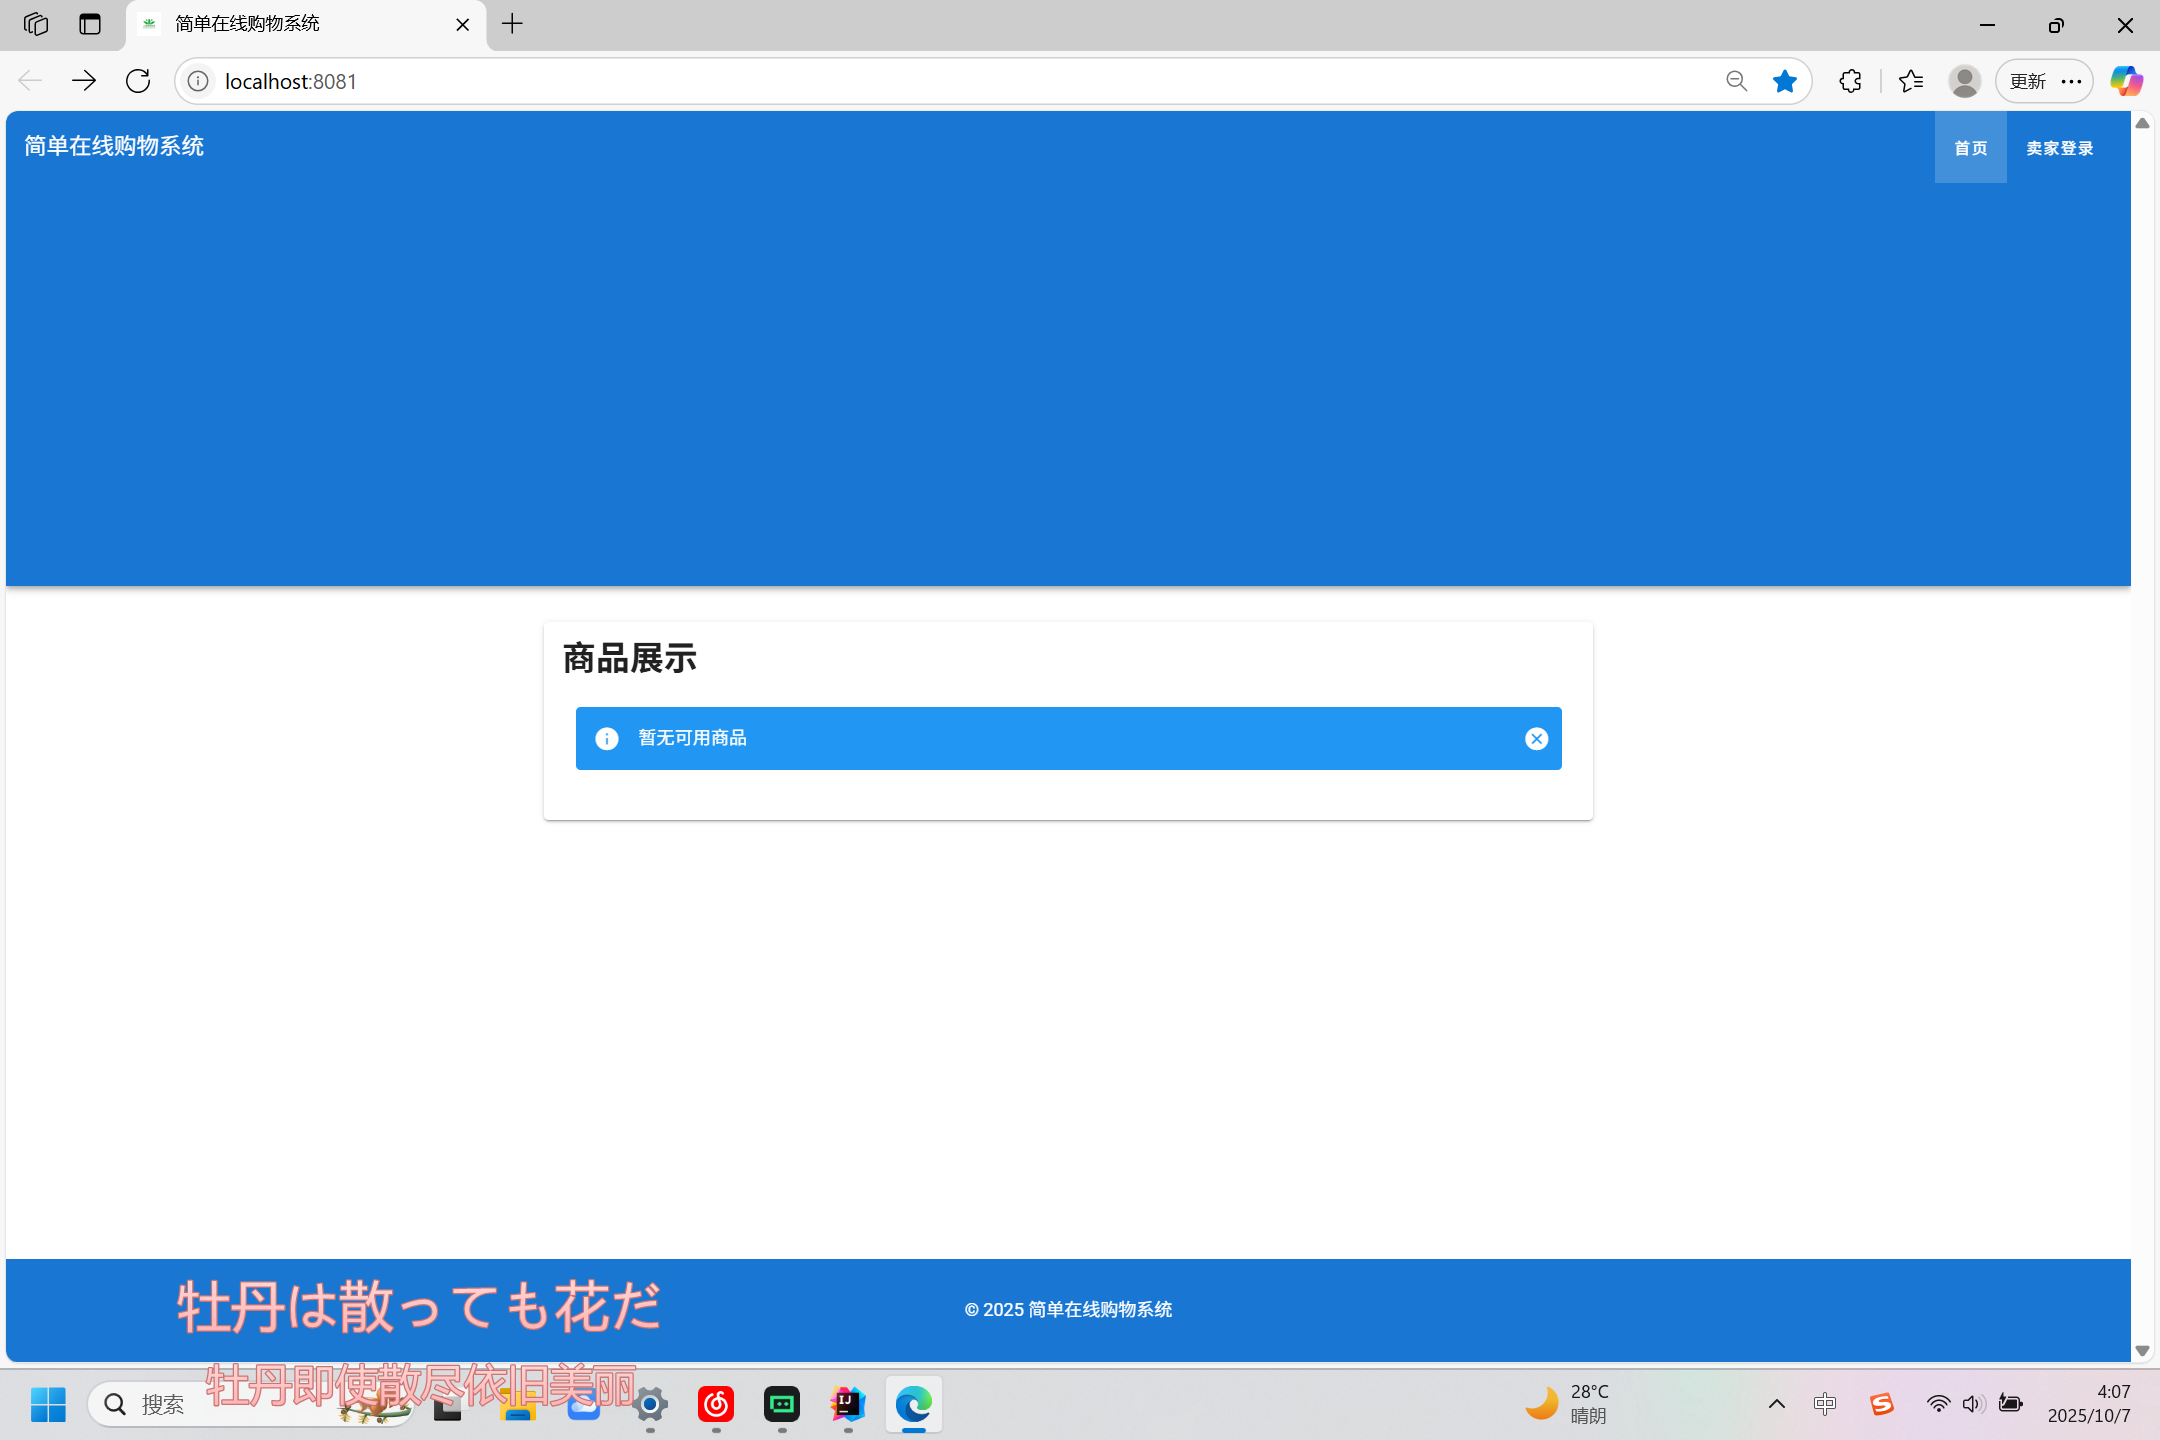 简单在线购物系统
localhost:8081
更新
简单在线购物系统
首页
卖家登录
商品展示
暂无可用商品
© 2025 简单在线购物系统
牡丹は散っても花だ
牡丹即使散尽依旧美丽
搜索
IJ
28°C
晴朗
中
4:07
2025/10/7